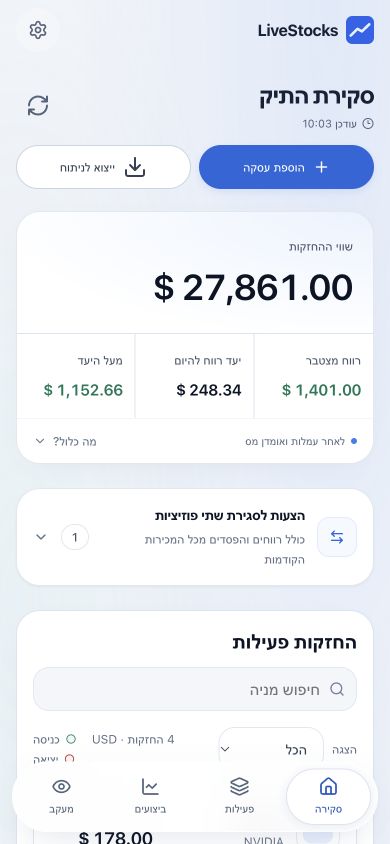 LiveStocks
סקירת התיק
עודכן 10:03
הוספת עסקה
ייצוא לניתוח
שווי ההחזקות
$ 27,861.00
רווח מצטבר
$ 1,401.00
יעד רווח להיום
$ 248.34
מעל היעד
$ 1,152.66
לאחר עמלות ואומדן מס
מה כלול?
הצעות לסגירת שתי פוזיציות
כולל רווחים והפסדים מכל המכירות
הקודמות
1
החזקות פעילות
חיפוש מניה
הצגה
הכל
4 החזקות · USD
כניסה
יציאה
סקירה
פעילות
ביצועים
מעקב
NVIDIA
$ 178.00